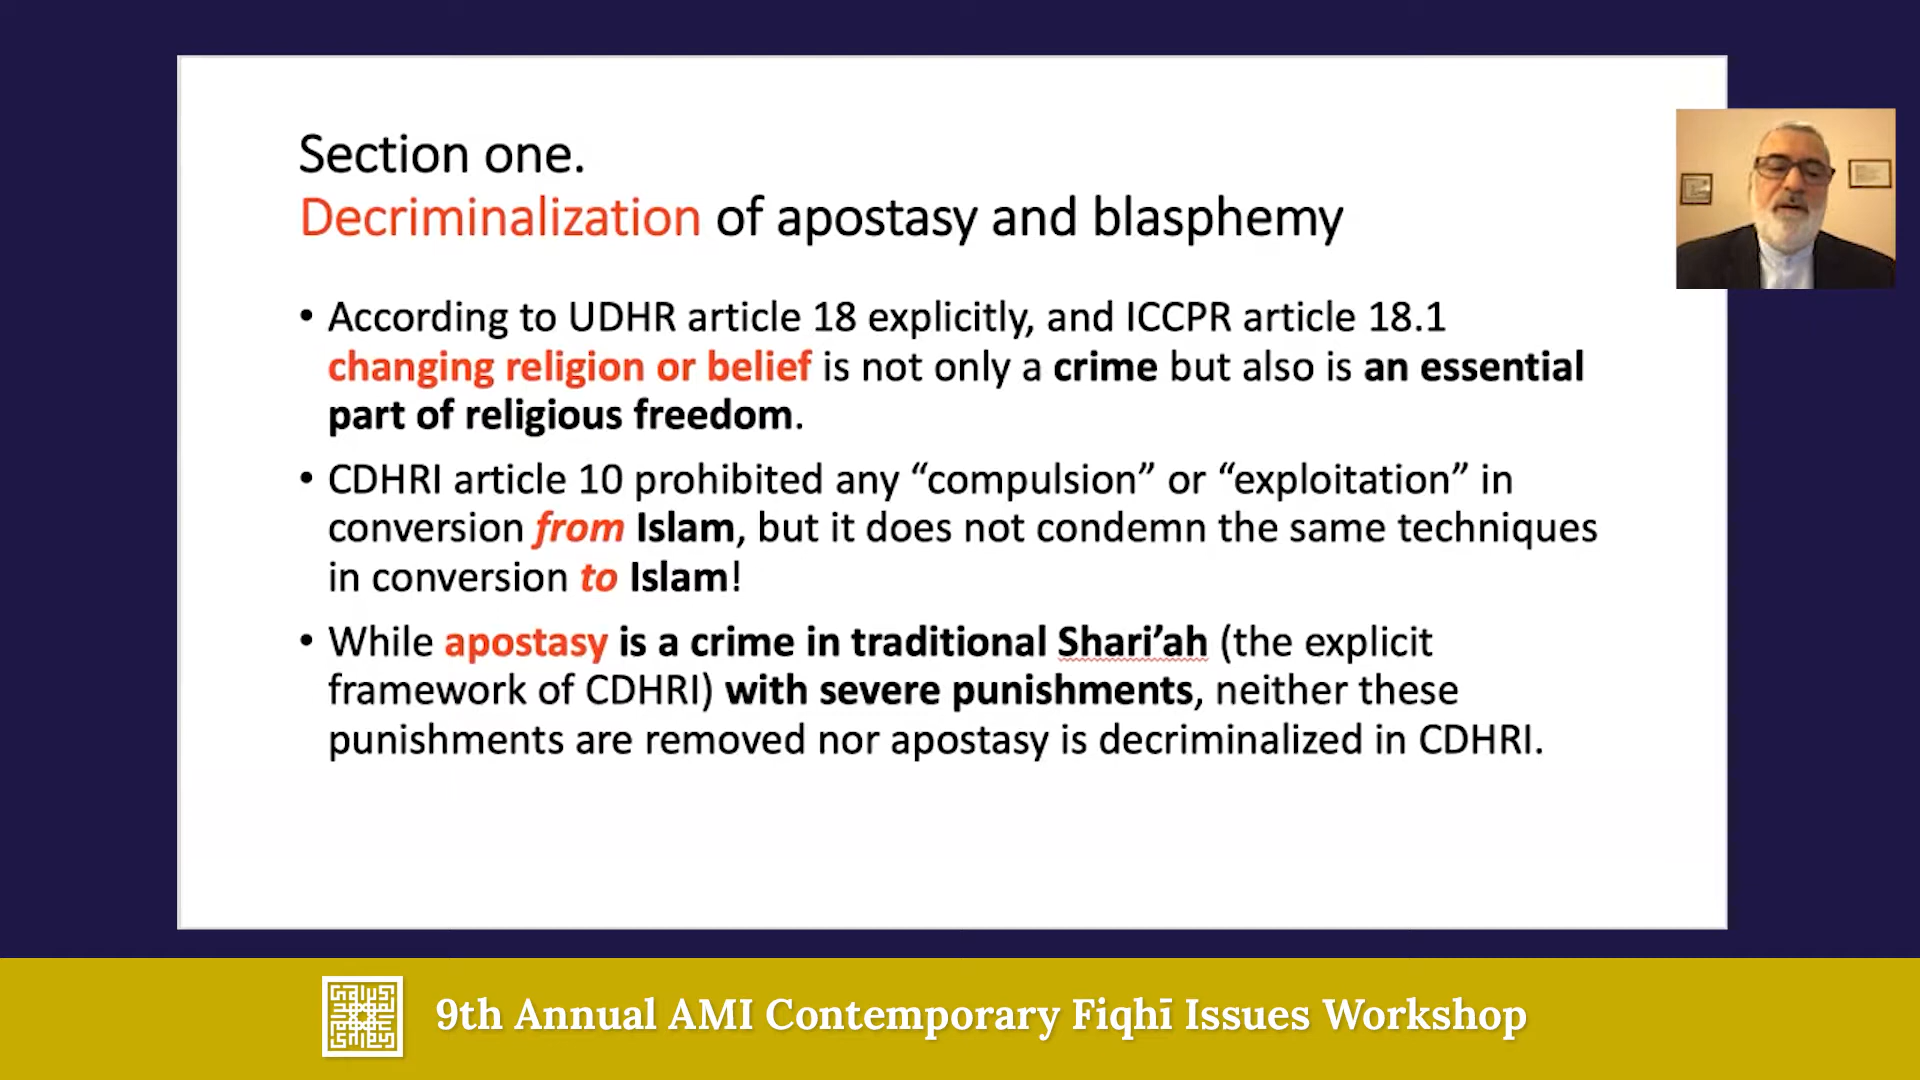 Section one.
Decriminalization of apostasy and blasphemy
• According to UDHR article 18 explicitly, and ICCPR article 18.1
changing religion or belief is not only a crime but also is an essential
part of religious freedom.
• CDHRI article 10 prohibited any “compulsion” or “exploitation” in
conversion from Islam, but it does not condemn the same techniques
in conversion to Islam!
• While apostasy is a crime in traditional Shari’ah (the explicit
framework of CDHRI) with severe punishments, neither these
punishments are removed nor apostasy is decriminalized in CDHRI.
9th Annual AMI Contemporary Fiqhī Issues Workshop